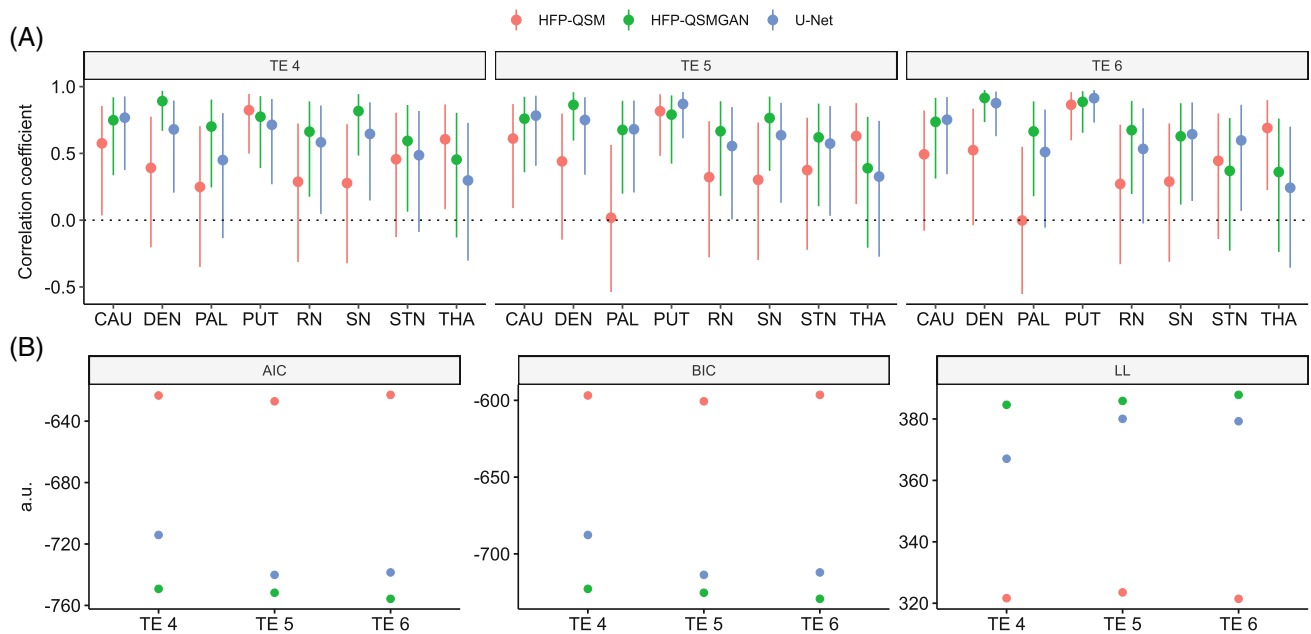 HFP-QSM HFP-QSMGAN U-Net
(A)
TE 4 TE 5 TE 6
Correlation coefficient
1.0
0.5
0.0
0.5
CAU DEN PAL PUT RN SN STN THA CAU DEN PAL PUT RN SN STN THA CAU DEN PAL PUT RN SN STN THA
(B)
AIC BIC LL
a.u.
-640
-680
-720
-760
-600
-650
-700
380
360
340
320
TE 4 TE 5 TE 6 TE 4 TE 5 TE 6 TE 4 TE 5 TE 6